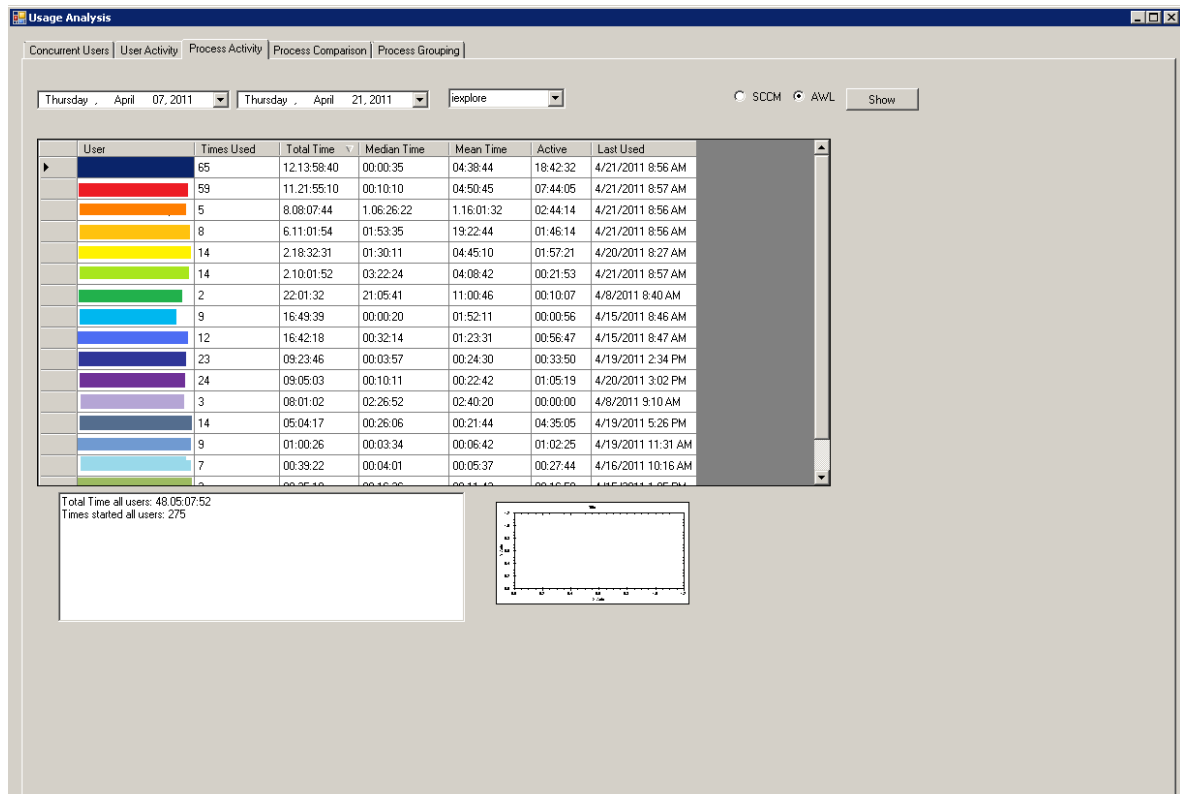 Usage Analysis
Concurrent Users User Activity Process Activity Process Comparison Process Grouping
Thursday , April 07, 2011 Thursday , April 21, 2011 iexplore SCCM AWL Show
User Times Used Total Time Median Time Mean Time Active Last Used
65 12.13:58:40 00:00:35 04:38:44 18:42:32 4/21/2011 8:56 AM
59 11.21:55:10 00:10:10 04:50:45 07:44:05 4/21/2011 8:57 AM
5 8.08:07:44 1.06:26:22 1.16:01:32 02:44:14 4/21/2011 8:56 AM
8 6.11:01:54 01:53:35 19:22:44 01:46:14 4/21/2011 8:56 AM
14 2.18:32:31 01:30:11 04:45:10 01:57:21 4/20/2011 8:27 AM
14 2.10:01:52 03:22:24 04:08:42 00:21:53 4/21/2011 8:57 AM
2 22:01:32 21:05:41 11:00:46 00:10:07 4/8/2011 8:40 AM
9 16:49:39 00:00:20 01:52:11 00:00:56 4/15/2011 8:46 AM
12 16:42:18 00:32:14 01:23:31 00:56:47 4/15/2011 8:47 AM
23 09:23:46 00:03:57 00:24:30 00:33:50 4/19/2011 2:34 PM
24 09:05:03 00:10:11 00:22:42 01:05:19 4/20/2011 3:02 PM
3 08:01:02 02:26:52 02:40:20 00:00:00 4/8/2011 9:10 AM
14 05:04:17 00:26:06 00:21:44 04:35:05 4/19/2011 5:26 PM
9 01:00:26 00:03:34 00:06:42 01:02:25 4/19/2011 11:31 AM
7 00:39:22 00:04:01 00:05:37 00:27:44 4/16/2011 10:16 AM
Total Time all users: 48.05:07:52
Times started all users: 275